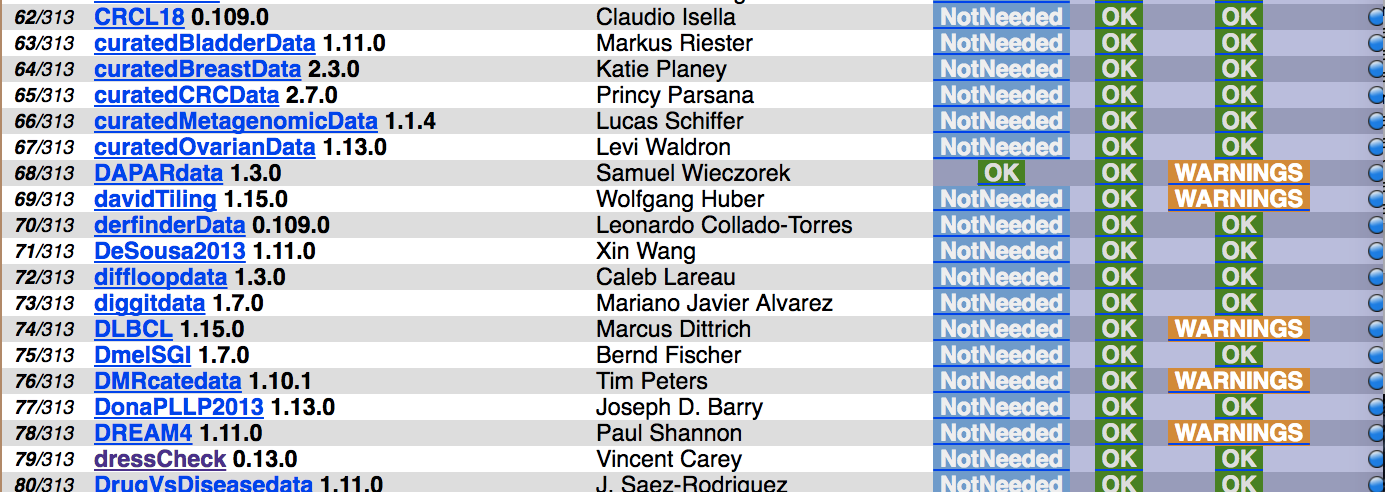 62/313 CRCL18 0.109.0 Claudio Isella NotNeeded OK OK
63/313 curatedBladderData 1.11.0 Markus Riester NotNeeded OK OK
64/313 curatedBreastData 2.3.0 Katie Planey NotNeeded OK OK
65/313 curatedCRCData 2.7.0 Princy Parsana NotNeeded OK OK
66/313 curatedMetagenomicData 1.1.4 Lucas Schiffer NotNeeded OK OK
67/313 curatedOvarianData 1.13.0 Levi Waldron NotNeeded OK OK
68/313 DAPARdata 1.3.0 Samuel Wieczorek OK OK WARNINGS
69/313 davidTiling 1.15.0 Wolfgang Huber NotNeeded OK WARNINGS
70/313 derfinderData 0.109.0 Leonardo Collado-Torres NotNeeded OK OK
71/313 DeSousa2013 1.11.0 Xin Wang NotNeeded OK OK
72/313 diffloopdata 1.3.0 Caleb Lareau NotNeeded OK OK
73/313 diggitdata 1.7.0 Mariano Javier Alvarez NotNeeded OK OK
74/313 DLBCL 1.15.0 Marcus Dittrich NotNeeded OK WARNINGS
75/313 DmelSGI 1.7.0 Bernd Fischer NotNeeded OK OK
76/313 DMRcatedata 1.10.1 Tim Peters NotNeeded OK WARNINGS
77/313 DonaPLLP2013 1.13.0 Joseph D. Barry NotNeeded OK OK
78/313 DREAM4 1.11.0 Paul Shannon NotNeeded OK WARNINGS
79/313 dressCheck 0.13.0 Vincent Carey NotNeeded OK OK
80/313 DrugVsDiseasedata 1.11.0 J. Saez-Rodriguez NotNeeded OK OK